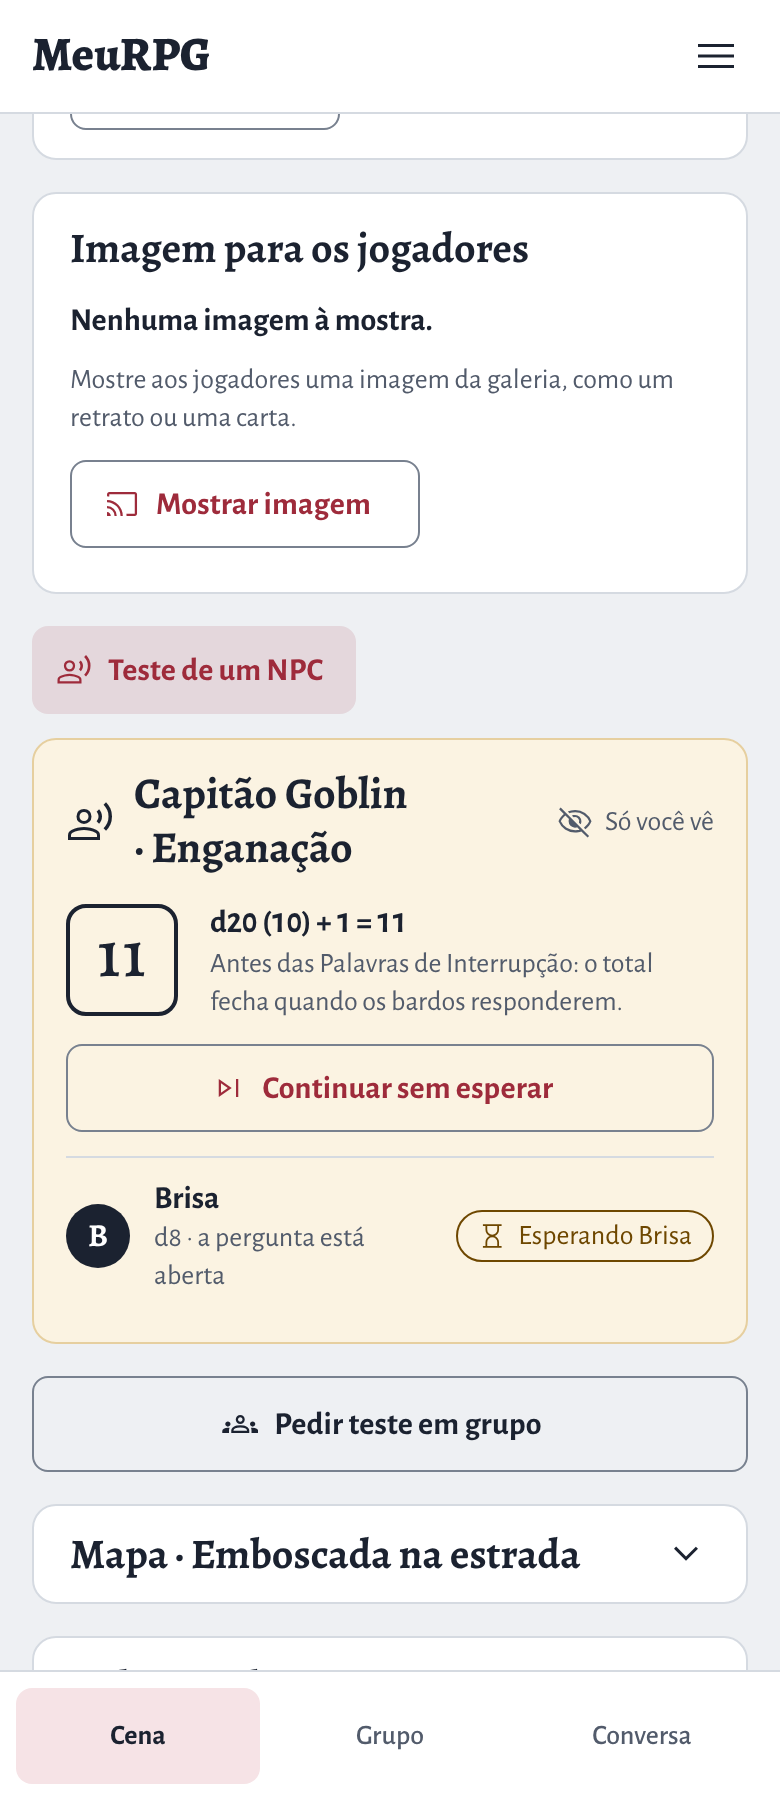 MeuRPG
Imagem para os jogadores
Nenhuma imagem à mostra.
Mostre aos jogadores uma imagem da galeria, como um
retrato ou uma carta.
Mostrar imagem
Teste de um NPC
Capitão Goblin
· Enganação
Só você vê
11
d20 (10) + 1 = 11
Antes das Palavras de Interrupção: o total
fecha quando os bardos responderem.
Continuar sem esperar
B
Brisa
d8 · a pergunta está
aberta
Esperando Brisa
Pedir teste em grupo
Mapa · Emboscada na estrada
Cena
Grupo
Conversa